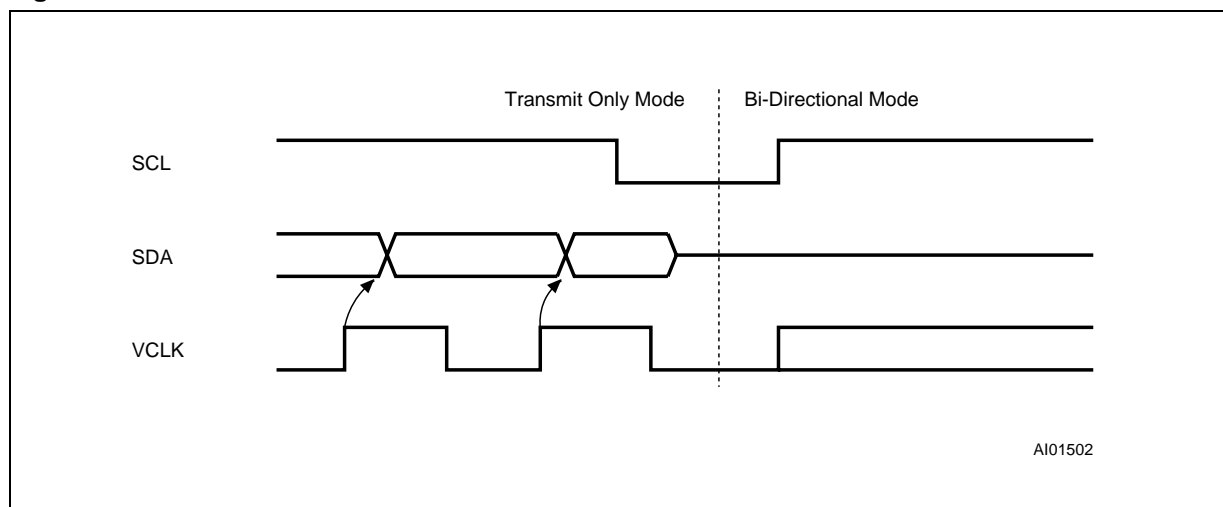 Transmit Only Mode Bi-Directional Mode
SCL
SDA
VCLK
AI01502